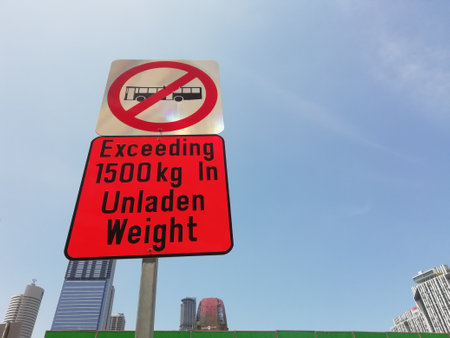 Exceeding
1500kg In
Unladen
Weight